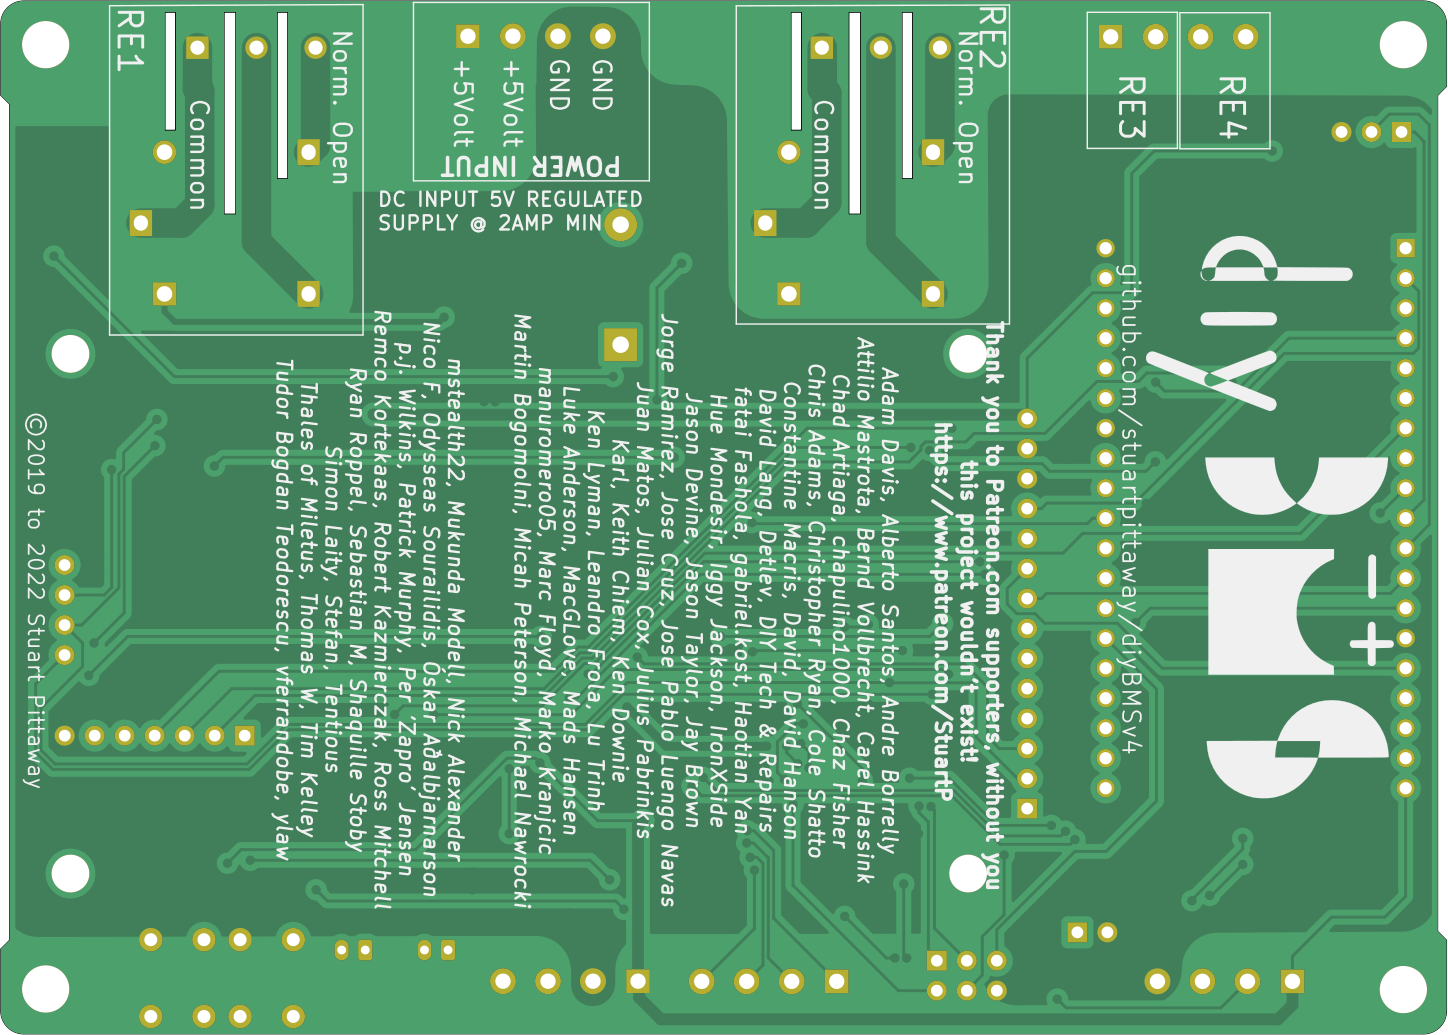 RE1
Norm. Open
Common
+5Volt
+5Volt
GND
GND
POWER INPUT
DC INPUT 5V REGULATED
SUPPLY @ 2AMP MIN
RE2
Norm. Open
Common
RE3
RE4
github.com/stuartpittaway/diyBMSv4
Thank you to Patreon.com supporters, without you
this project wouldn't exist!
https://www.patreon.com/StuartP
Adam Davis, Alberto Santos, Andre Borrelly
Attilio Mastrota, Bernd Vollbrecht, Carel Hassink
Chad Artiaga, chapulino1000, Chaz Fisher
Chris Adams, Christopher Ryan, Cole Shatto
Constantine Macris, David, David Hanson
David Lang, Detlev, DIY Tech & Repairs
fatai Fashola, gabriel.kost, Haotian Yan
Hue Mondesir, Iggy Jackson, IronXSide
Jason Devine, Jason Taylor, Jay Brown
Jorge Ramirez, Jose Cruz, Jose Pablo Luengo Navas
Juan Matos, Julian Cox, Julius Pabrinks
Karl, Keith Chiem, Ken Downie
Ken Lyman, Leandro Frola, Lu Trinh
Luke Anderson, MacGLove, Mads Hansen
manoromero05, Marc Floyd, Marko Kranjcic
Martin Bogomolni, Micah Peterson, Michael Nawrocki
mstealth22, Mukunda Modell, Nick Alexander
Nico F, Odysseas Sourailidis, Óskar Aðalbjarnarson
p.j. Wilkins, Patrick Murphy, Per 'Zapro' Jensen
Remco Kortekaas, Robert Kazmierczak, Ross Mitchell
Ryan Roppe, Sebastian M, Shaquille Stoby
Simon Laity, Stefan Tentious
Thales of Miletus, Thomas W, Tim Kelley
Tudor Bogdan Teodorescu, Werandobe, ylaw
©2019 to 2022 Stuart Pittaway